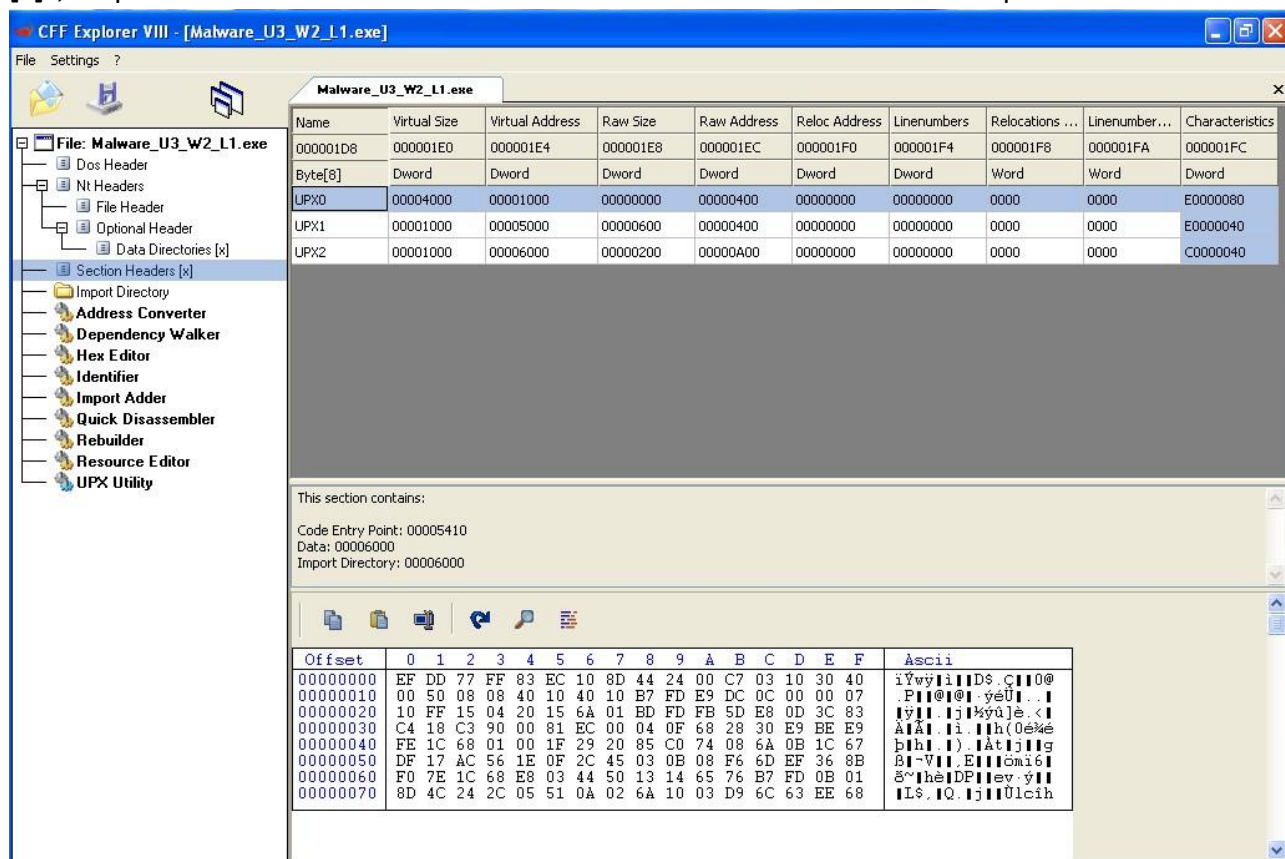 CFF Explorer VIII - [Malware_U3_W2_L1.exe]
File Settings ?
Malware_U3_W2_L1.exe
File: Malware_U3_W2_L1.exe
Dos Header
Nt Headers
File Header
Optional Header
Data Directories [x]
Section Headers [x]
Import Directory
Address Converter
Dependency Walker
Hex Editor
Identifier
Import Adder
Quick Disassembler
Rebuilder
Resource Editor
UPX Utility
Name Virtual Size Virtual Address Raw Size Raw Address Reloc Address Linenumbers Relocations ... Linenumber... Characteristics
000001D8 000001E0 000001E4 000001E8 000001EC 000001F0 000001F4 000001F8 000001FA 000001FC
Byte[8] Dword Dword Dword Dword Dword Dword Word Word Dword
UPX0 00004000 00001000 00000000 00000400 00000000 00000000 0000 0000 E0000080
UPX1 00001000 00005000 00000600 00000400 00000000 00000000 0000 0000 E0000040
UPX2 00001000 00006000 00000200 00000A00 00000000 00000000 0000 0000 C0000040
This section contains:
Code Entry Point: 00005410
Data: 00006000
Import Directory: 00006000
Offset 0 1 2 3 4 5 6 7 8 9 A B C D E F Ascii
00000000 EF DD 77 FF 83 EC 10 8D 44 24 00 C7 03 10 30 40
00000010 00 50 08 08 40 10 40 10 B7 FD E9 DC 0C 00 00 07
00000020 10 FF 15 04 20 15 6A 01 BD FD FB 5D E8 0D 3C 83
00000030 C4 18 C3 90 00 81 EC 00 04 0F 68 28 30 E9 BE E9
00000040 FE 1C 68 01 00 1F 29 20 85 C0 74 08 6A 0B 1C 67
00000050 DF 17 AC 56 1E 0F 2C 45 03 0B 08 F6 6D EF 36 8B
00000060 F0 7E 1C 68 E8 03 44 50 13 14 65 76 B7 FD 0B 01
00000070 8D 4C 24 2C 05 51 0A 02 6A 10 03 D9 6C 63 EE 68